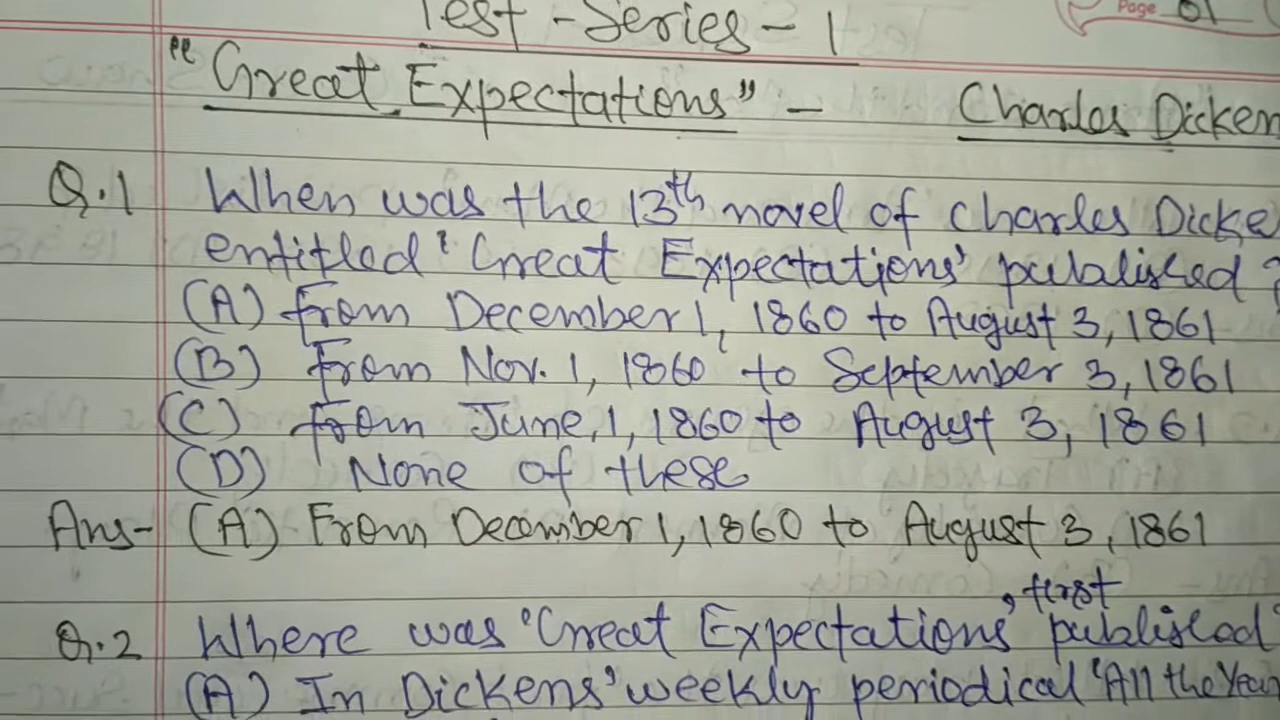 Test-Series-1
Page 01
"Great Expectations" - Charles Dicken
Q.1 When was the 13th novel of Charles Dicke
entitled 'Great Expectations' published?
(A) From December 1, 1860 to August 3, 1861
(B) From Nov. 1, 1860 to September 3, 1861
(C) From June, 1, 1860 to August 3, 1861
(D) None of these
Ans- (A) From December 1, 1860 to August 3, 1861
Q.2 Where was 'Great Expectations', first published
(A) In Dickens' weekly periodical 'All the Year